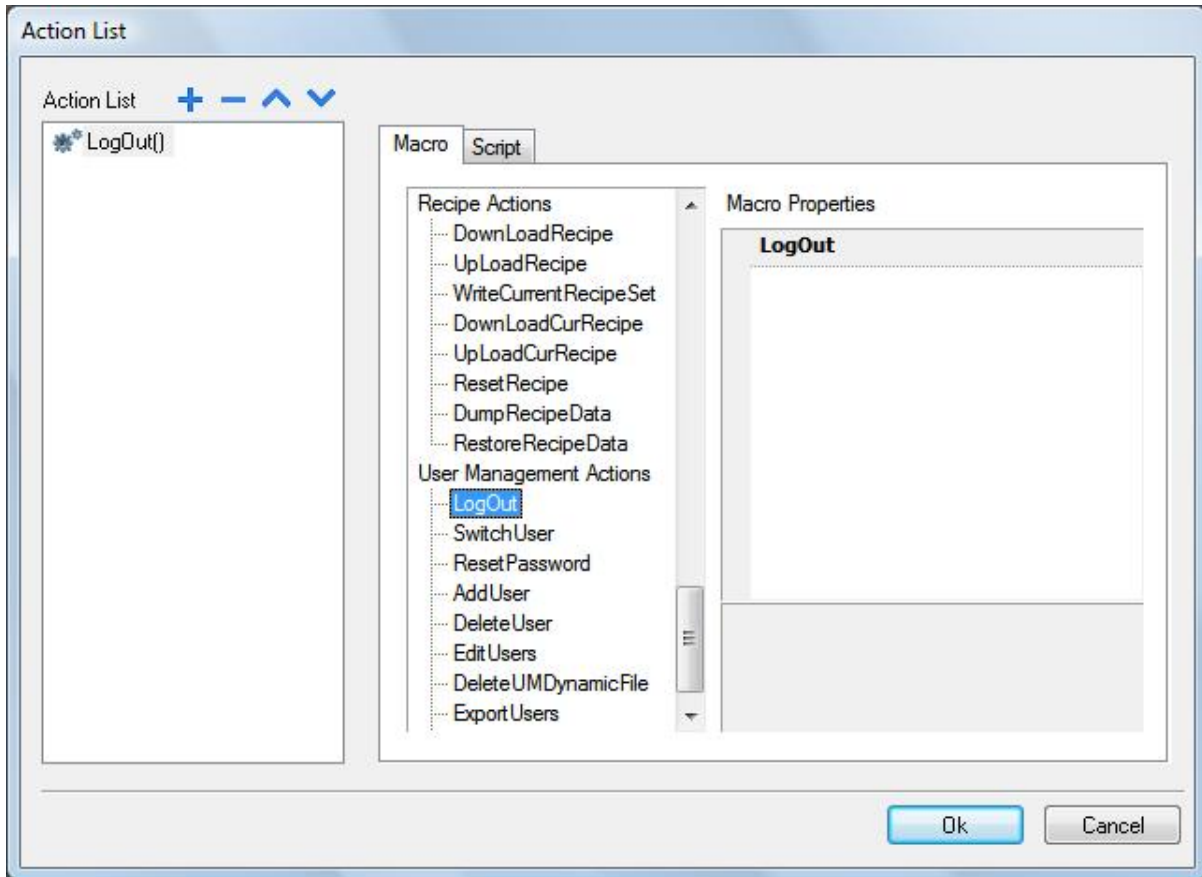 Action List
Action List
LogOut()
Macro
Script
Recipe Actions
DownLoadRecipe
UpLoadRecipe
WriteCurrentRecipeSet
DownLoadCurRecipe
UpLoadCurRecipe
ResetRecipe
DumpRecipeData
RestoreRecipeData
User Management Actions
LogOut
SwitchUser
ResetPassword
AddUser
DeleteUser
EditUsers
DeleteUMDynamicFile
ExportUsers
Macro Properties
LogOut
Ok
Cancel